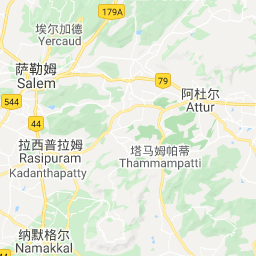 179A
埃尔加德
Yercaud
萨勒姆
Salem
79
544
阿杜尔
Attur
44
拉西普拉姆
Rasipuram
Kadanthapatty
塔马姆帕蒂
Thammampatti
纳默格尔
Namakkal